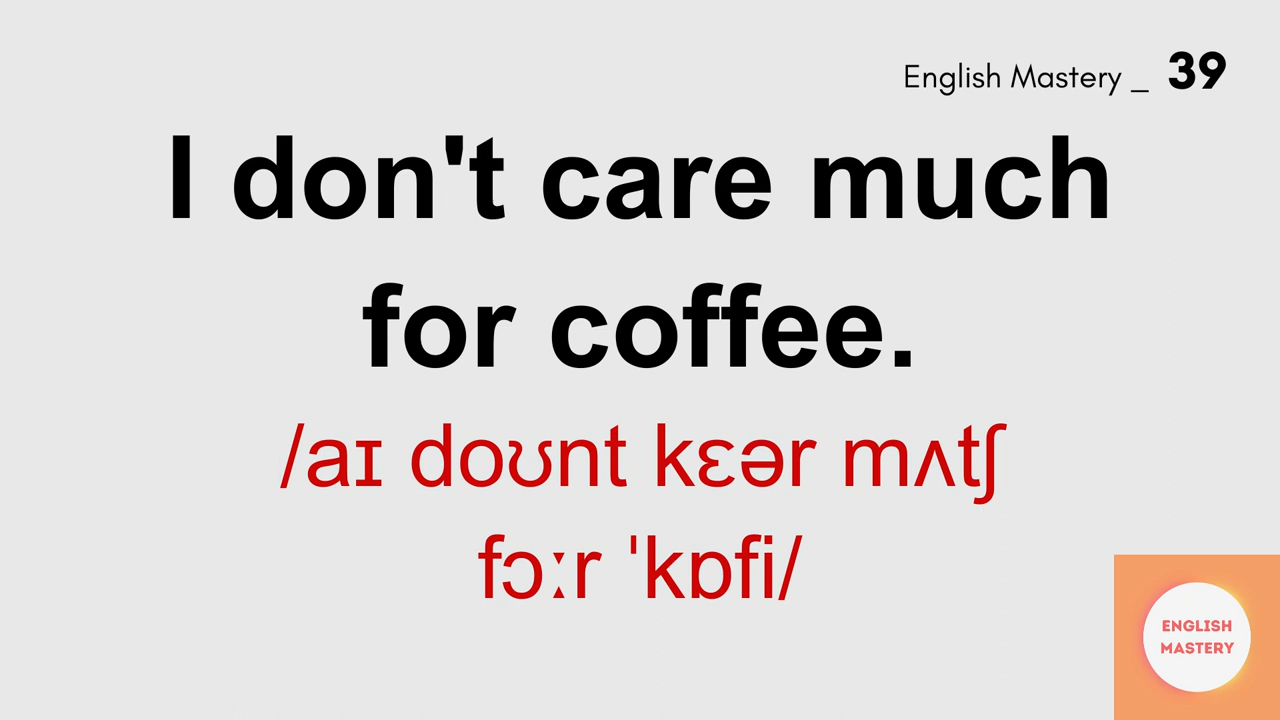 English Mastery _ 39
I don't care much
for coffee.
/aɪ doʊnt kɛər mʌtʃ
fɔːr ˈkɒfi/
ENGLISH
MASTERY